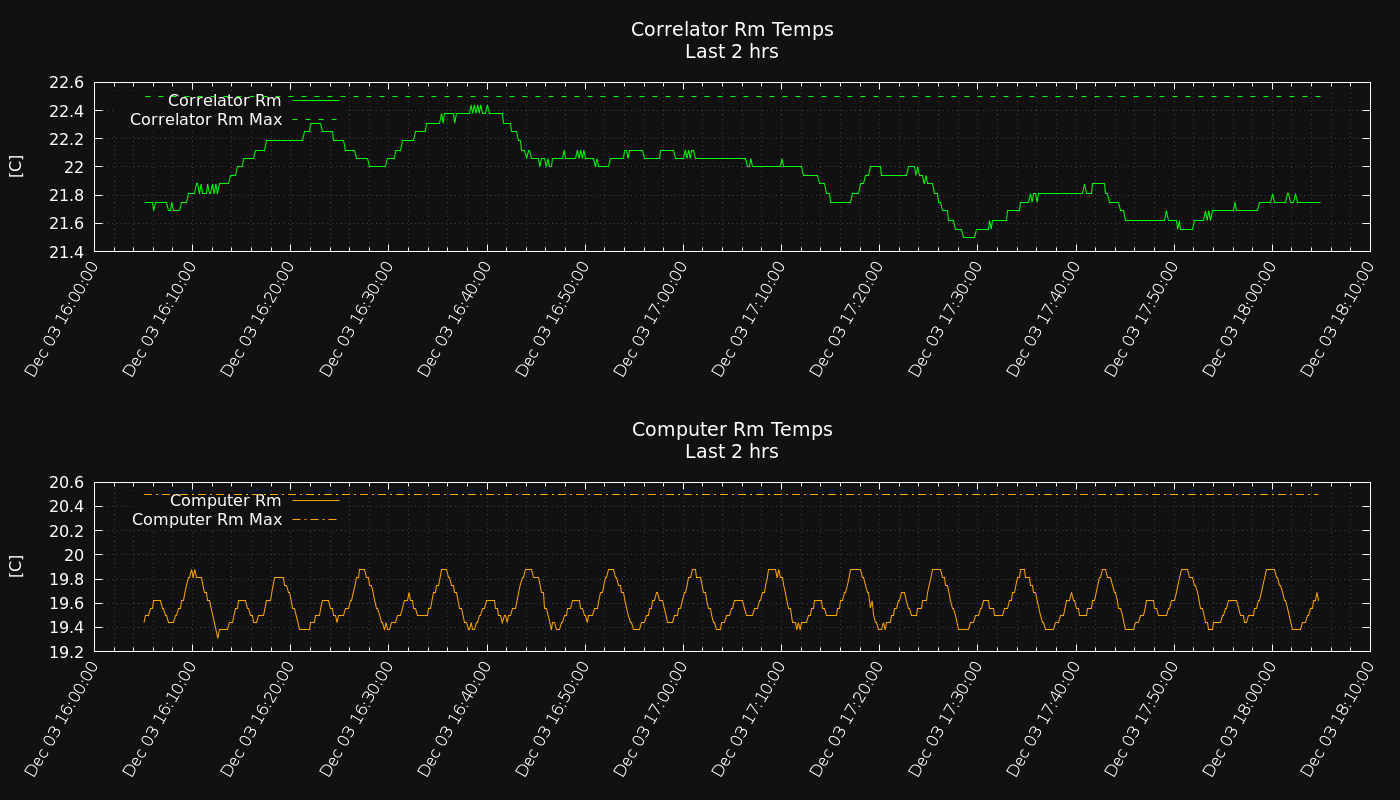 Correlator Rm Temps
Last 2 hrs
22.6
22.4
22.2
22
21.8
21.6
21.4
[C]
Correlator Rm
Correlator Rm Max
Dec 03 16:00:00
Dec 03 16:10:00
Dec 03 16:20:00
Dec 03 16:30:00
Dec 03 16:40:00
Dec 03 16:50:00
Dec 03 17:00:00
Dec 03 17:10:00
Dec 03 17:20:00
Dec 03 17:30:00
Dec 03 17:40:00
Dec 03 17:50:00
Dec 03 18:00:00
Dec 03 18:10:00
Computer Rm Temps
Last 2 hrs
20.6
20.4
20.2
20
19.8
19.6
19.4
19.2
[C]
Computer Rm
Computer Rm Max
Dec 03 16:00:00
Dec 03 16:10:00
Dec 03 16:20:00
Dec 03 16:30:00
Dec 03 16:40:00
Dec 03 16:50:00
Dec 03 17:00:00
Dec 03 17:10:00
Dec 03 17:20:00
Dec 03 17:30:00
Dec 03 17:40:00
Dec 03 17:50:00
Dec 03 18:00:00
Dec 03 18:10:00